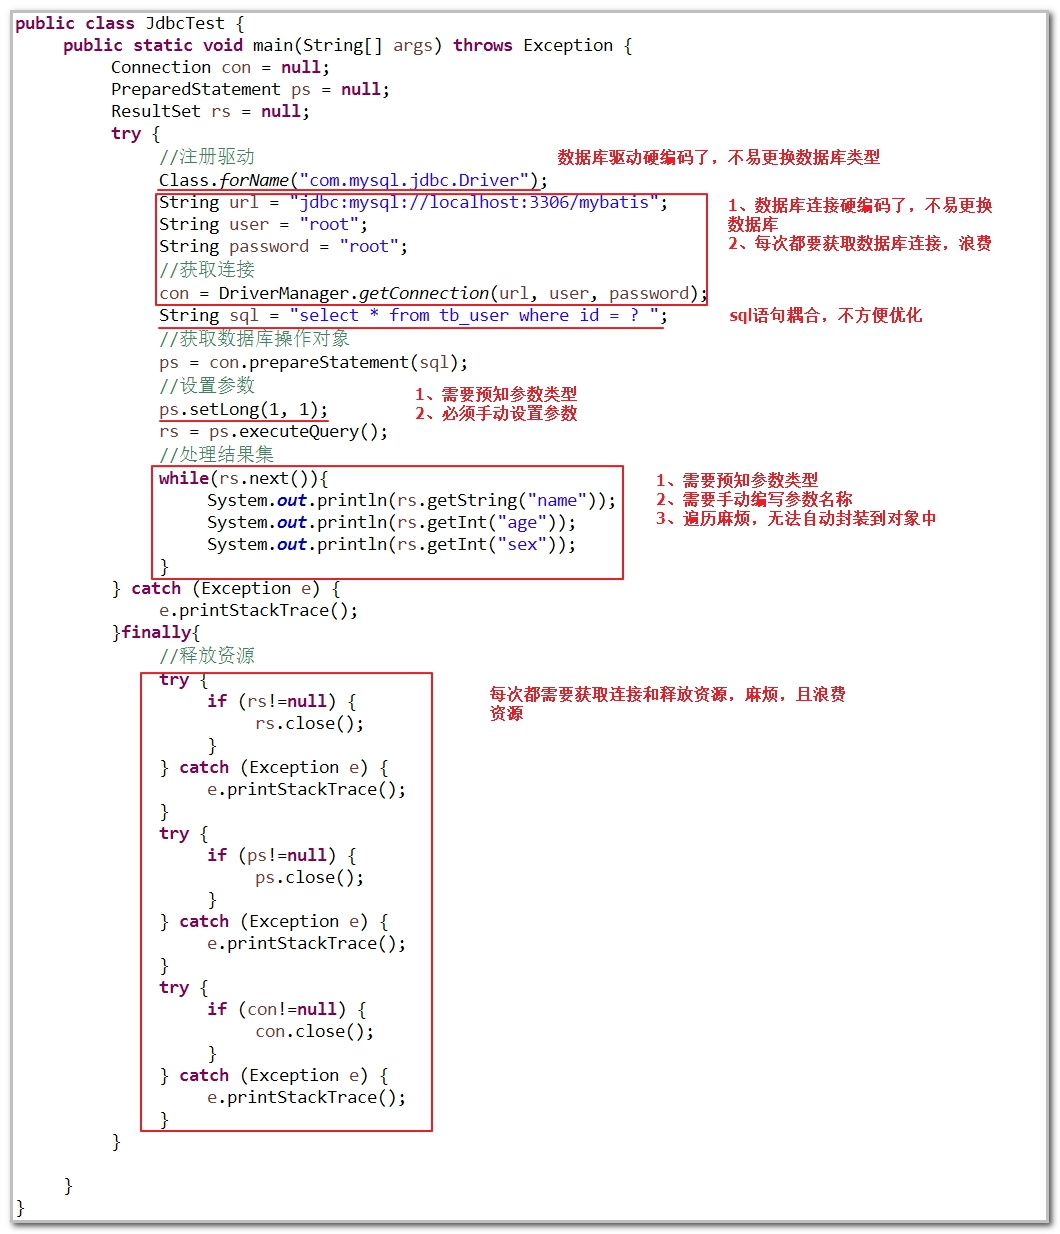 public class JdbcTest {
public static void main(String[] args) throws Exception {
Connection con = null;
PreparedStatement ps = null;
ResultSet rs = null;
try {
//注册驱动
数据库驱动硬编码了，不易更换数据库类型
Class.forName("com.mysql.jdbc.Driver");
String url = "jdbc:mysql://localhost:3306/mybatis";
String user = "root";
String password = "root";
//获取连接
con = DriverManager.getConnection(url, user, password);
1、数据库连接硬编码了，不易更换
数据库
2、每次都要获取数据库连接，浪费
String sql = "select * from tb_user where id = ? ";
sql语句耦合，不方便优化
//获取数据库操作对象
ps = con.prepareStatement(sql);
//设置参数
ps.setLong(1, 1);
1、需要预知参数类型
2、必须手动设置参数
rs = ps.executeQuery();
//处理结果集
while(rs.next()){
System.out.println(rs.getString("name"));
System.out.println(rs.getInt("age"));
System.out.println(rs.getInt("sex"));
}
1、需要预知参数类型
2、需要手动编写参数名称
3、遍历麻烦，无法自动封装到对象中
} catch (Exception e) {
e.printStackTrace();
}finally{
//释放资源
try {
if (rs!=null) {
rs.close();
}
每次都需要获取连接和释放资源，麻烦，且浪费
资源
} catch (Exception e) {
e.printStackTrace();
}
try {
if (ps!=null) {
ps.close();
}
} catch (Exception e) {
e.printStackTrace();
}
try {
if (con!=null) {
con.close();
}
} catch (Exception e) {
e.printStackTrace();
}
}
}
}